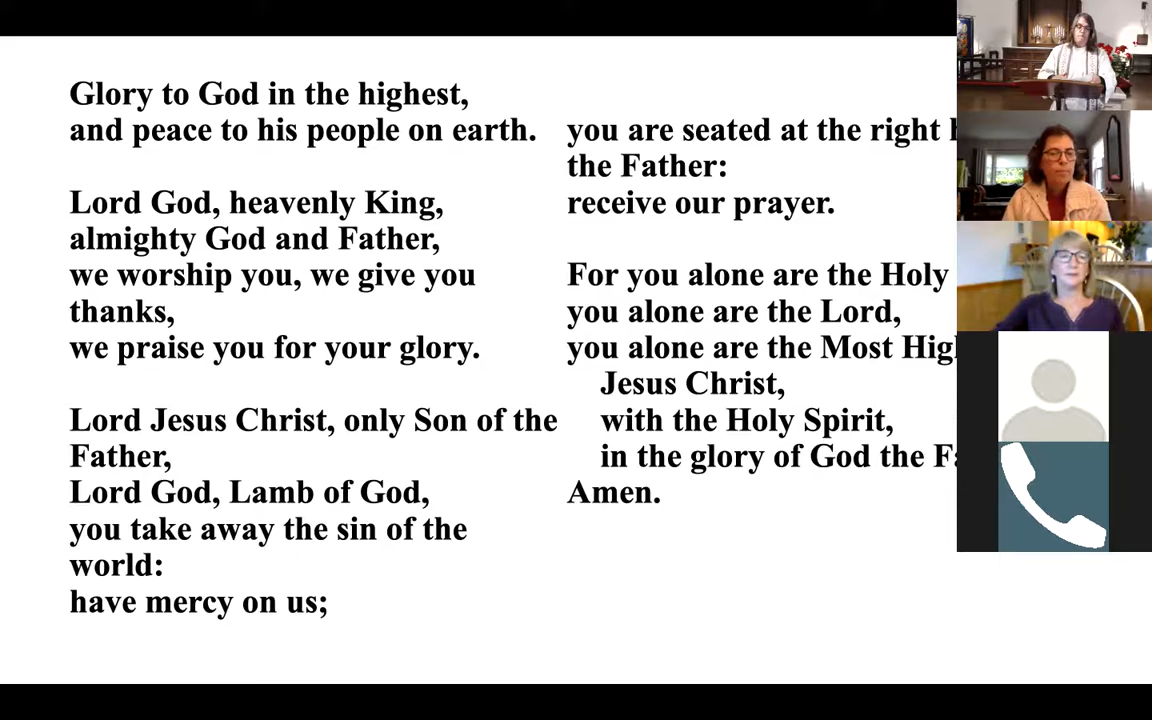 Glory to God in the highest,
and peace to his people on earth.
Lord God, heavenly King,
almighty God and Father,
we worship you, we give you
thanks,
we praise you for your glory.
Lord Jesus Christ, only Son of the
Father,
Lord God, Lamb of God,
you take away the sin of the
world:
have mercy on us;
you are seated at the right
the Father:
receive our prayer.
For you alone are the Holy
you alone are the Lord,
you alone are the Most
Jesus Christ,
with the Holy Spirit,
in the glory of God the
Amen.